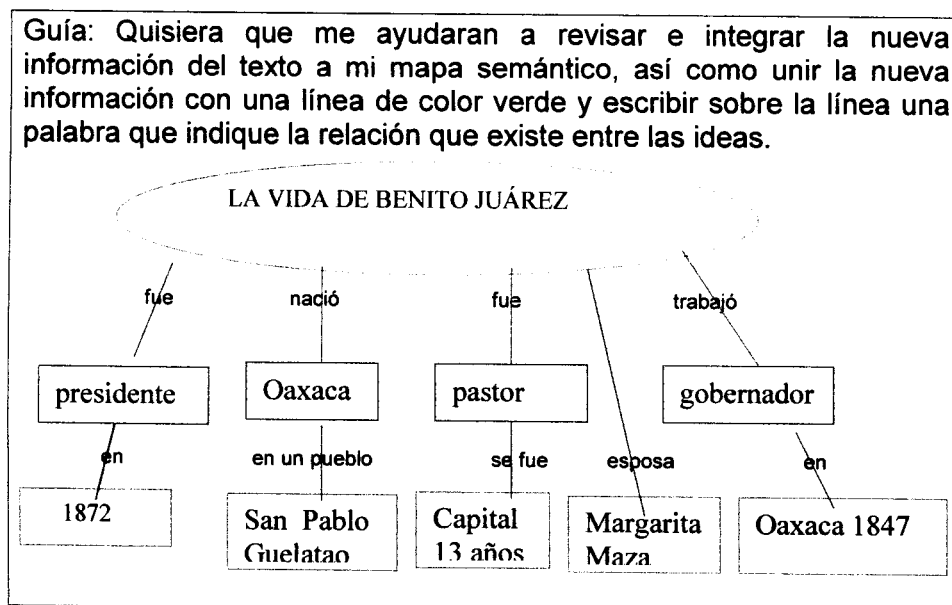 Guía: Quisiera que me ayudaran a revisar e integrar la nueva
información del texto a mi mapa semántico, así como unir la nueva
información con una línea de color verde y escribir sobre la línea una
palabra que indique la relación que existe entre las ideas.
LA VIDA DE BENITO JUÁREZ
fue nació fue trabajó
presidente Oaxaca pastor gobernador
en en un pueblo se fue esposa en
1872 San Pablo Capital Margarita Oaxaca 1847
Guelatao 13 años Maza